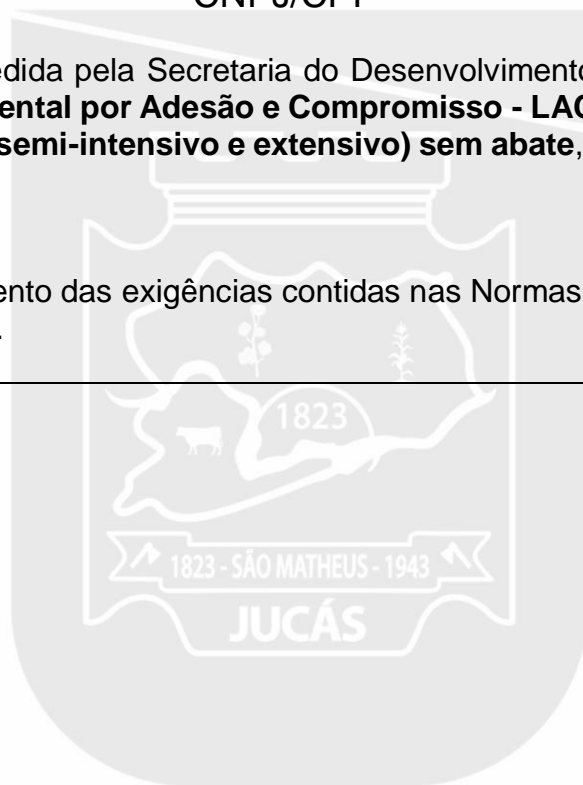 CNPJ/CPF
edida pela Secretaria do Desenvolvimento
ental por Adesão e Compromisso - LAC
semi-intensivo e extensivo) sem abate,
ento das exigências contidas nas Normas
.
1823
1823 - SÃO MATHEUS - 1943
JUCÁS